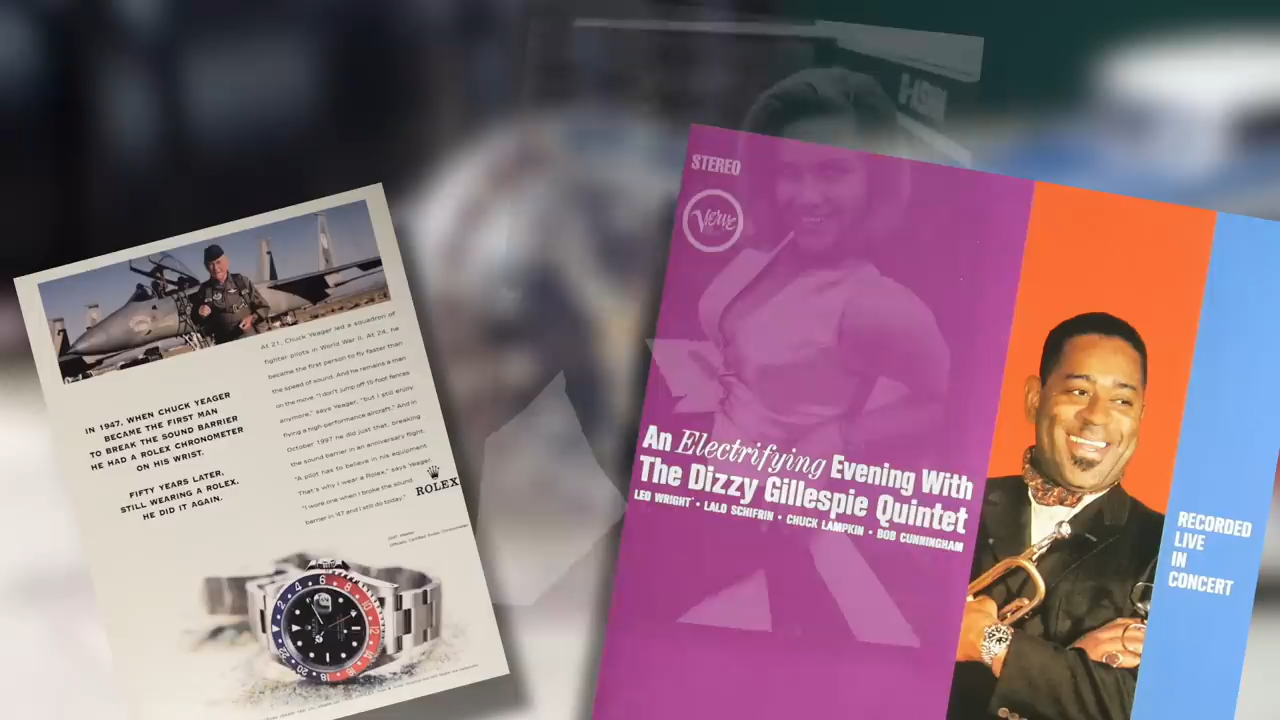 IN 1947, WHEN CHUCK YEAGER
BECAME THE FIRST MAN
TO BREAK THE SOUND BARRIER
HE HAD A ROLEX CHRONOMETER
ON HIS WRIST.
FIFTY YEARS LATER,
STILL WEARING A ROLEX,
HE DID IT AGAIN.
At 21, Chuck Yeager led a squadron of
fighter pilots in World War II. At 24, he
became the first person to fly faster than
the speed of sound. And he remains a man
on the move. "I don't jump off 15-foot fences
anymore," says Yeager, "but I still enjoy
flying a high-performance aircraft." And in
October 1997 he did just that, breaking
the sound barrier in an anniversary flight.
"A pilot has to believe in his equipment.
That's why I wear a Rolex," says Yeager.
"I wore one when I broke the sound
barrier in '47 and I still do today."
ROLEX
STEREO
Verve
An Electrifying Evening With
The Dizzy Gillespie Quintet
LEO WRIGHT • LALO SCHIFRIN • CHUCK LAMPKIN • BOB CUNNINGHAM
RECORDED
LIVE
IN
CONCERT